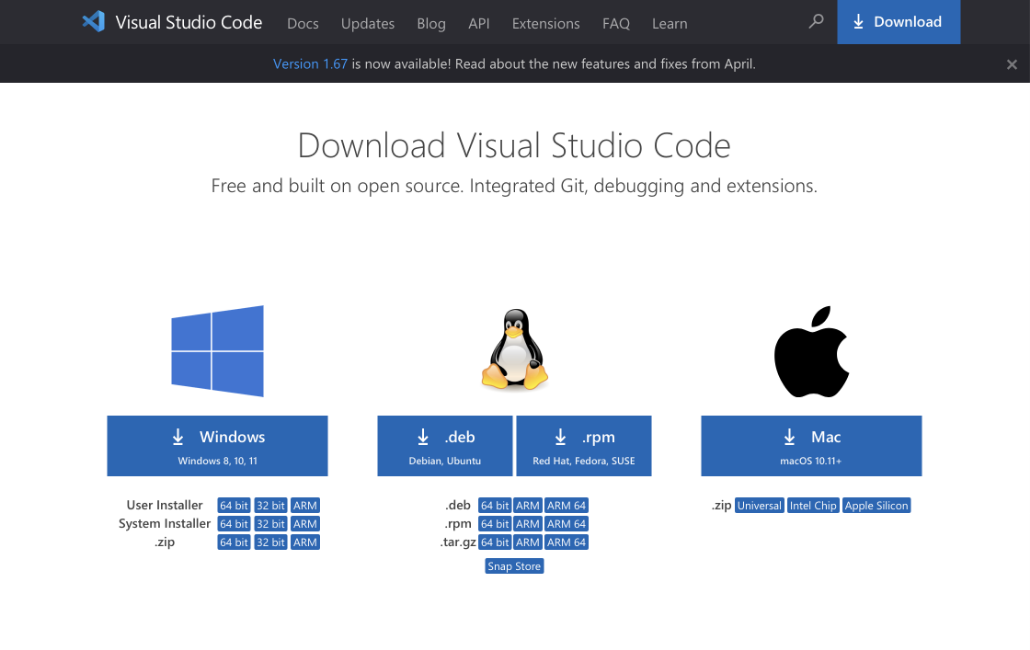 Visual Studio Code Docs Updates Blog API Extensions FAQ Learn Download
Version 1.67 is now available! Read about the new features and fixes from April.
Download Visual Studio Code
Free and built on open source. Integrated Git, debugging and extensions.
Windows
Windows 8, 10, 11
User Installer 64 bit 32 bit ARM
System Installer 64 bit 32 bit ARM
.zip 64 bit 32 bit ARM
.deb
Debian, Ubuntu
.rpm
Red Hat, Fedora, SUSE
.deb 64 bit ARM ARM 64
.rpm 64 bit ARM ARM 64
.tar.gz 64 bit ARM ARM 64
Snap Store
Mac
macOS 10.11+
.zip Universal Intel Chip Apple Silicon